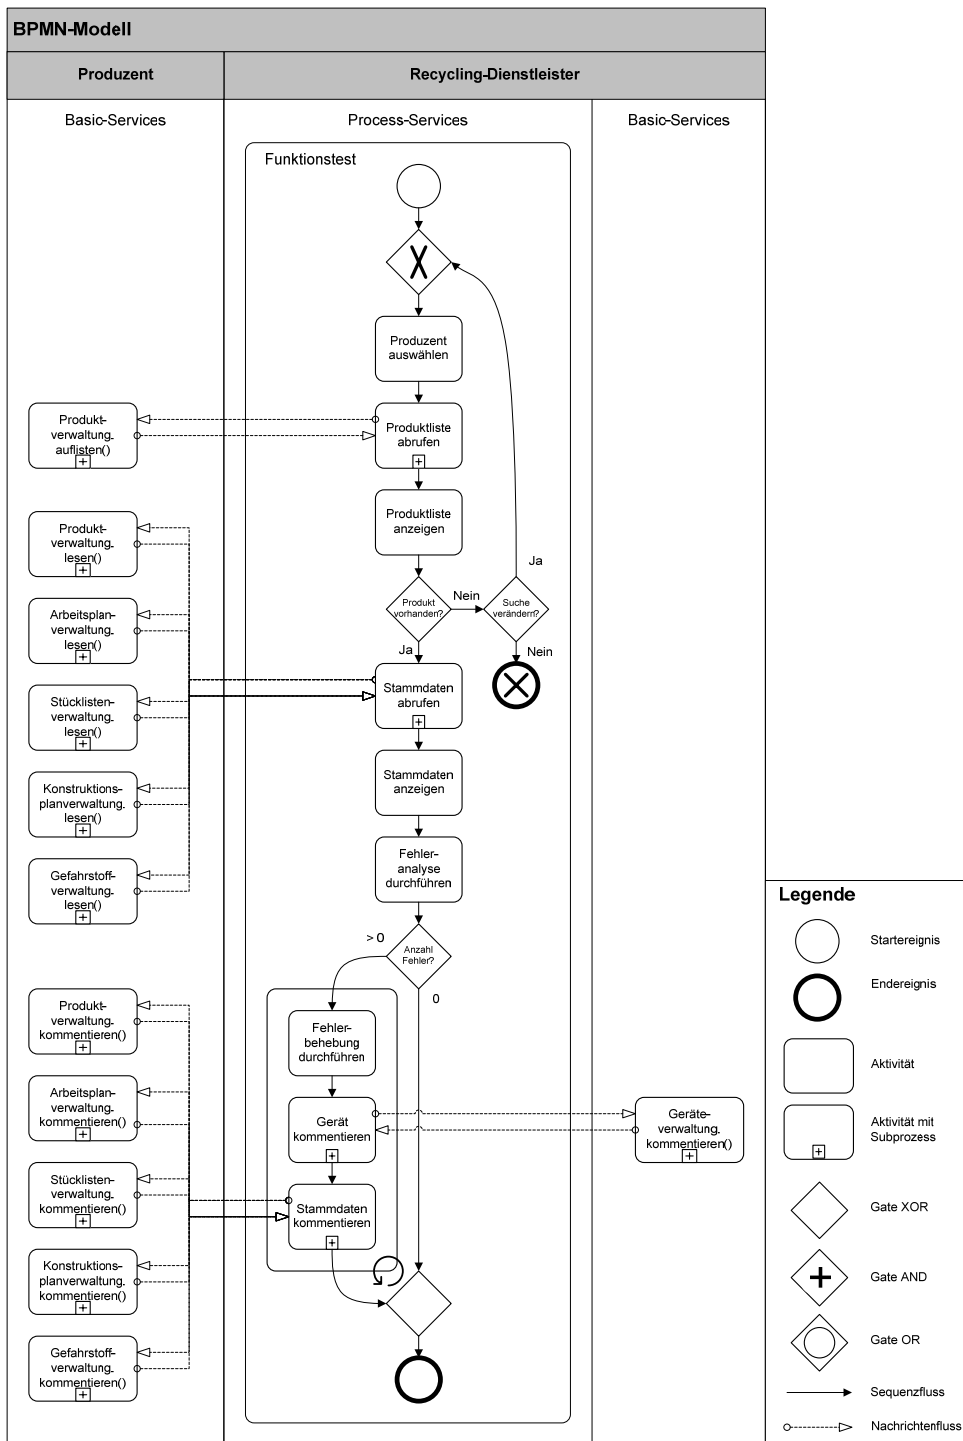 BPMN-Modell
Produzent
Recycling-Dienstleister
Basic-Services
Process-Services
Basic-Services
Funktionstest
X
Produzent
auswählen
Produkt-
verwaltung.
auflisten()
Produktliste
abrufen
Produktliste
anzeigen
Produkt-
verwaltung.
lesen()
Ja
Produkt
vorhanden?
Nein
Suche
verändern?
Ja
Nein
Arbeitsplan-
verwaltung.
lesen()
Stammdaten
abrufen
Stücklisten-
verwaltung.
lesen()
Stammdaten
anzeigen
Konstruktions-
planverwaltung.
lesen()
Fehler-
analyse
durchführen
Gefahrstoff-
verwaltung.
lesen()
> 0
Anzahl
Fehler?
0
Produkt-
verwaltung.
kommentieren()
Fehler-
behebung
durchführen
Arbeitsplan-
verwaltung.
kommentieren()
Gerät
kommentieren
Geräte-
verwaltung.
kommentieren()
Stücklisten-
verwaltung.
kommentieren()
Stammdaten
kommentieren
Konstruktions-
planverwaltung.
kommentieren()
Gefahrstoff-
verwaltung.
kommentieren()
Legende
Startereignis
Endereignis
Aktivität
Aktivität mit
Subprozess
Gate XOR
Gate AND
Gate OR
Sequenzfluss
Nachrichtenfluss